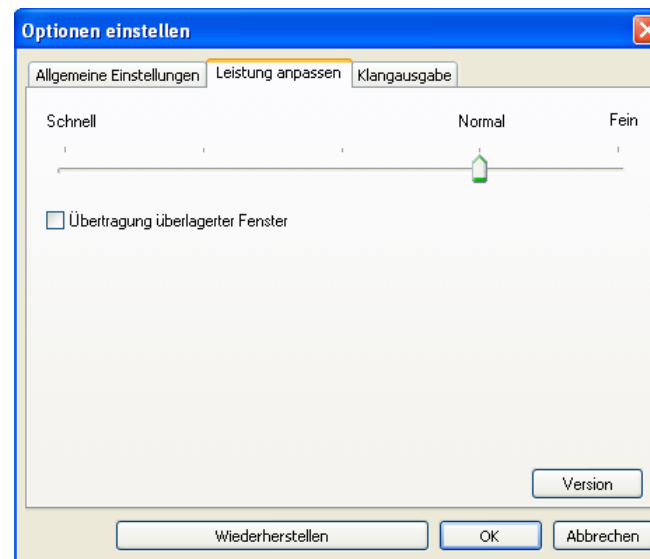 Optionen einstellen
Allgemeine Einstellungen Leistung anpassen Klangausgabe
Schnell Normal Fein
Übertragung überlagerter Fenster
Version
Wiederherstellen OK Abbrechen